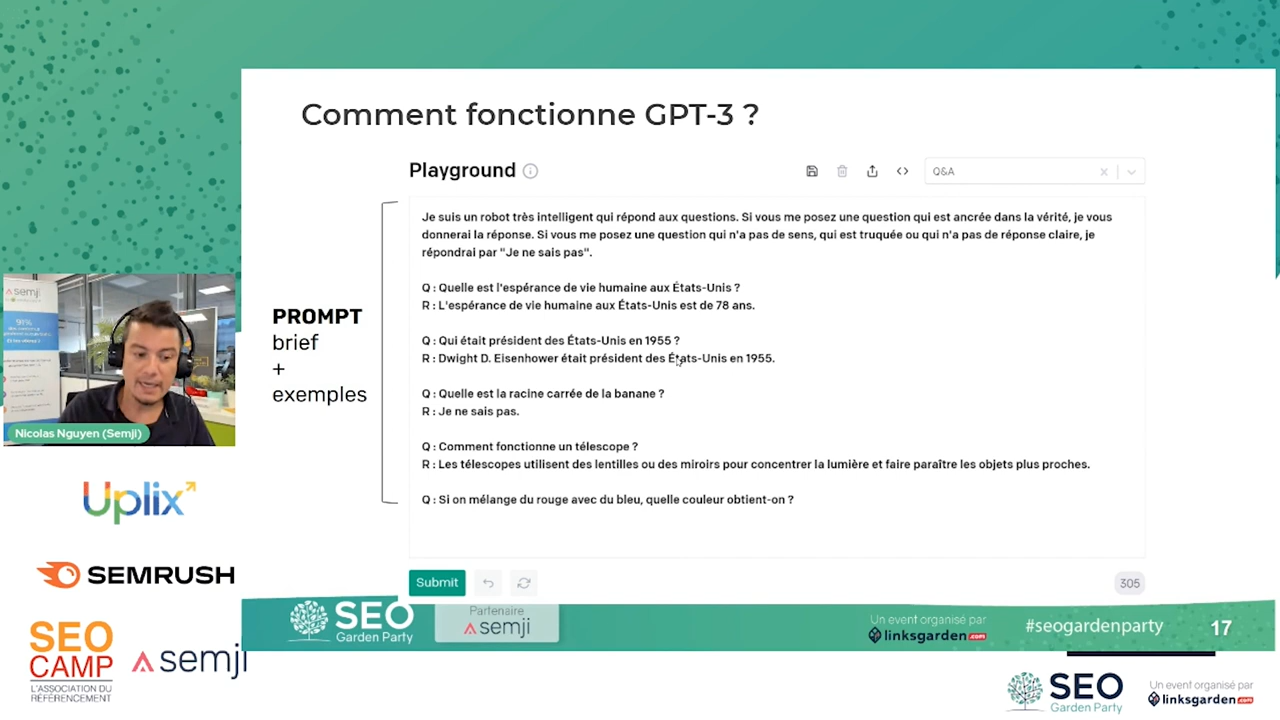 Comment fonctionne GPT-3 ?
Playground
Q&A
Je suis un robot très intelligent qui répond aux questions. Si vous me posez une question qui est ancrée dans la vérité, je vous
donnerai la réponse. Si vous me posez une question qui n'a pas de sens, qui est truquée ou qui n'a pas de réponse claire, je
répondrai par "Je ne sais pas".
Q : Quelle est l'espérance de vie humaine aux États-Unis ?
R : L'espérance de vie humaine aux États-Unis est de 78 ans.
Q : Qui était président des États-Unis en 1955 ?
R : Dwight D. Eisenhower était président des États-Unis en 1955.
Q : Quelle est la racine carrée de la banane ?
R : Je ne sais pas.
Q : Comment fonctionne un télescope ?
R : Les télescopes utilisent des lentilles ou des miroirs pour concentrer la lumière et faire paraître les objets plus proches.
Q : Si on mélange du rouge avec du bleu, quelle couleur obtient-on ?
PROMPT
brief
+
exemples
Submit
305
semji
Nicolas Nguyen (Semji)
Uplix
SEMRUSH
SEO
CAMP
L'ASSOCIATION DU
RÉFÉRENCEMENT
semji
SEO
Garden Party
Partenaire
semji
Un event organisé par
linksgarden.com
#seogardenparty
17
SEO
Garden Party
Un event organisé par
linksgarden.com